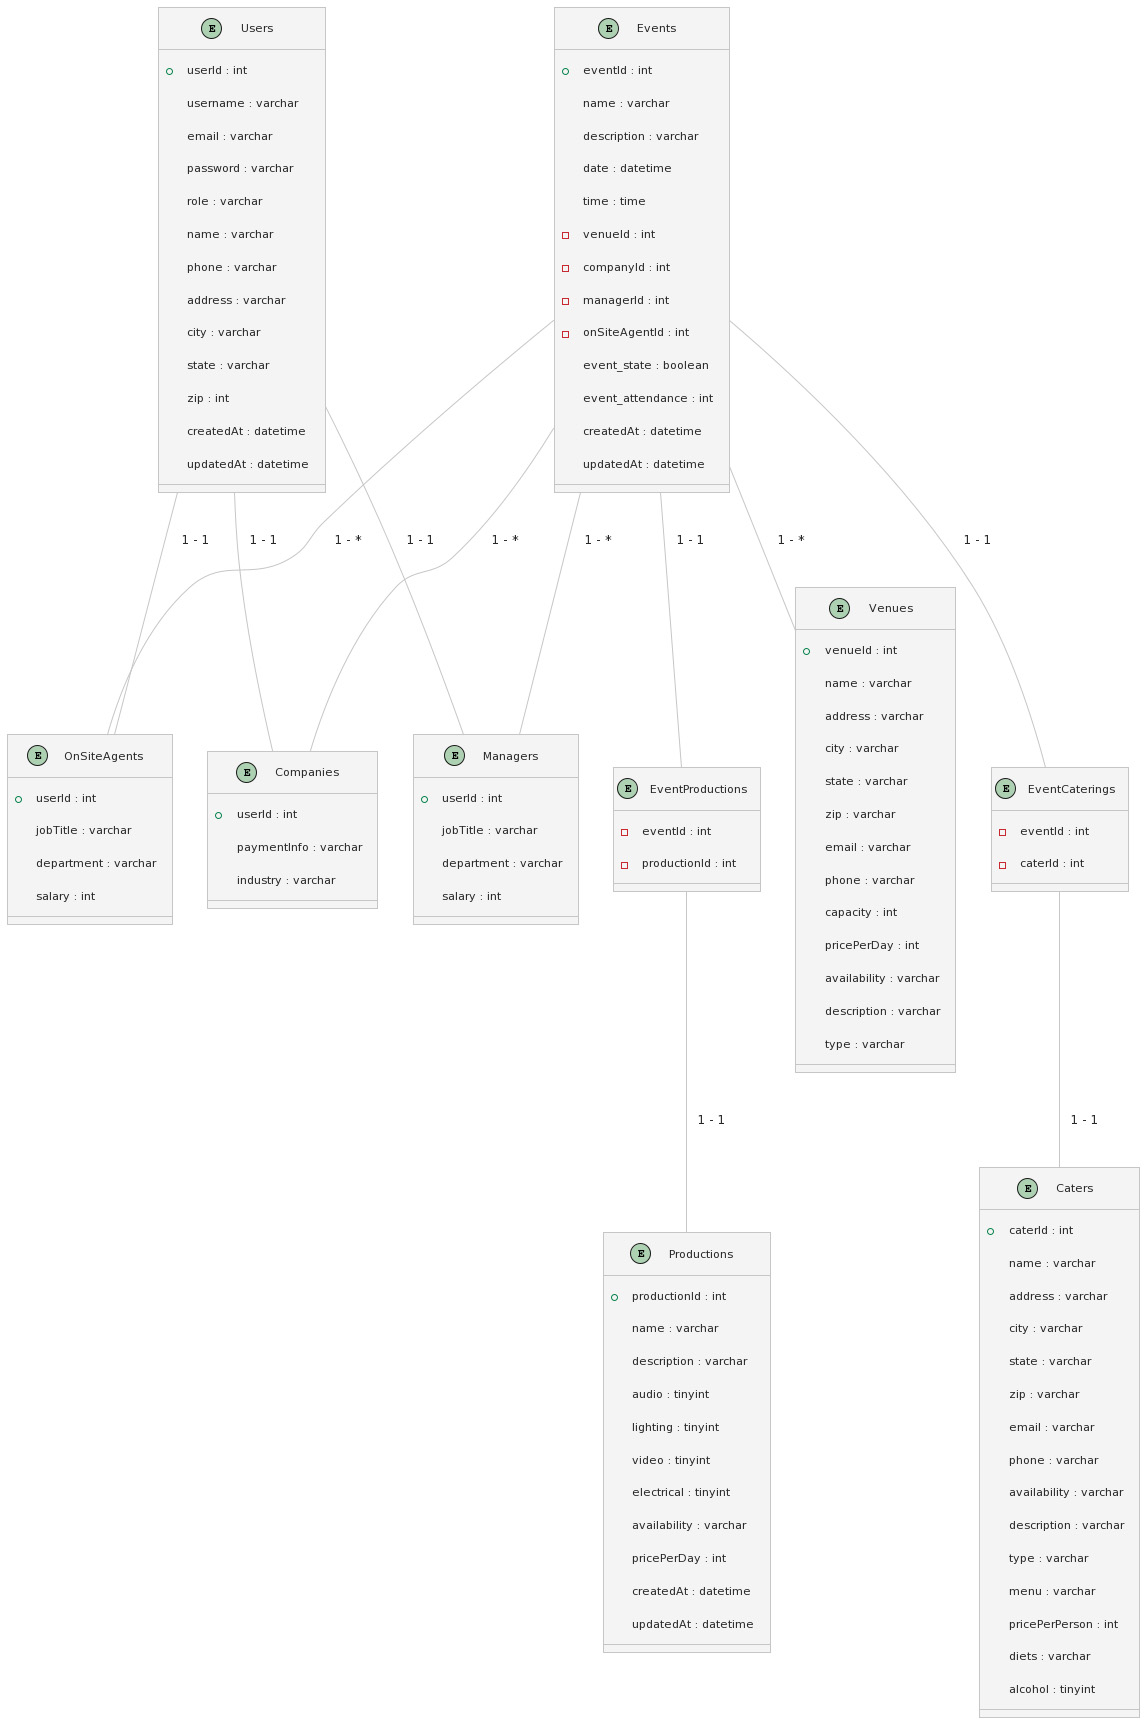 E Users
userId : int
username : varchar
email : varchar
password : varchar
role : varchar
name : varchar
phone : varchar
address : varchar
city : varchar
state : varchar
zip : int
createdAt : datetime
updatedAt : datetime
E Events
eventId : int
name : varchar
description : varchar
date : datetime
time : time
venueId : int
companyId : int
managerId : int
onSiteAgentId : int
event_state : boolean
event_attendance : int
createdAt : datetime
updatedAt : datetime
1 - 1
1 - 1
1 - *
1 - 1
1 - *
1 - *
1 - 1
1 - *
1 - 1
E OnSiteAgents
userId : int
jobTitle : varchar
department : varchar
salary : int
E Companies
userId : int
paymentInfo : varchar
industry : varchar
E Managers
userId : int
jobTitle : varchar
department : varchar
salary : int
E EventProductions
eventId : int
productionId : int
E Venues
venueId : int
name : varchar
address : varchar
city : varchar
state : varchar
zip : varchar
email : varchar
phone : varchar
capacity : int
pricePerDay : int
availability : varchar
description : varchar
type : varchar
E EventCaterings
eventId : int
caterId : int
1 - 1
1 - 1
E Productions
productionId : int
name : varchar
description : varchar
audio : tinyint
lighting : tinyint
video : tinyint
electrical : tinyint
availability : varchar
pricePerDay : int
createdAt : datetime
updatedAt : datetime
E Caters
caterId : int
name : varchar
address : varchar
city : varchar
state : varchar
zip : varchar
email : varchar
phone : varchar
availability : varchar
description : varchar
type : varchar
menu : varchar
pricePerPerson : int
diets : varchar
alcohol : tinyint